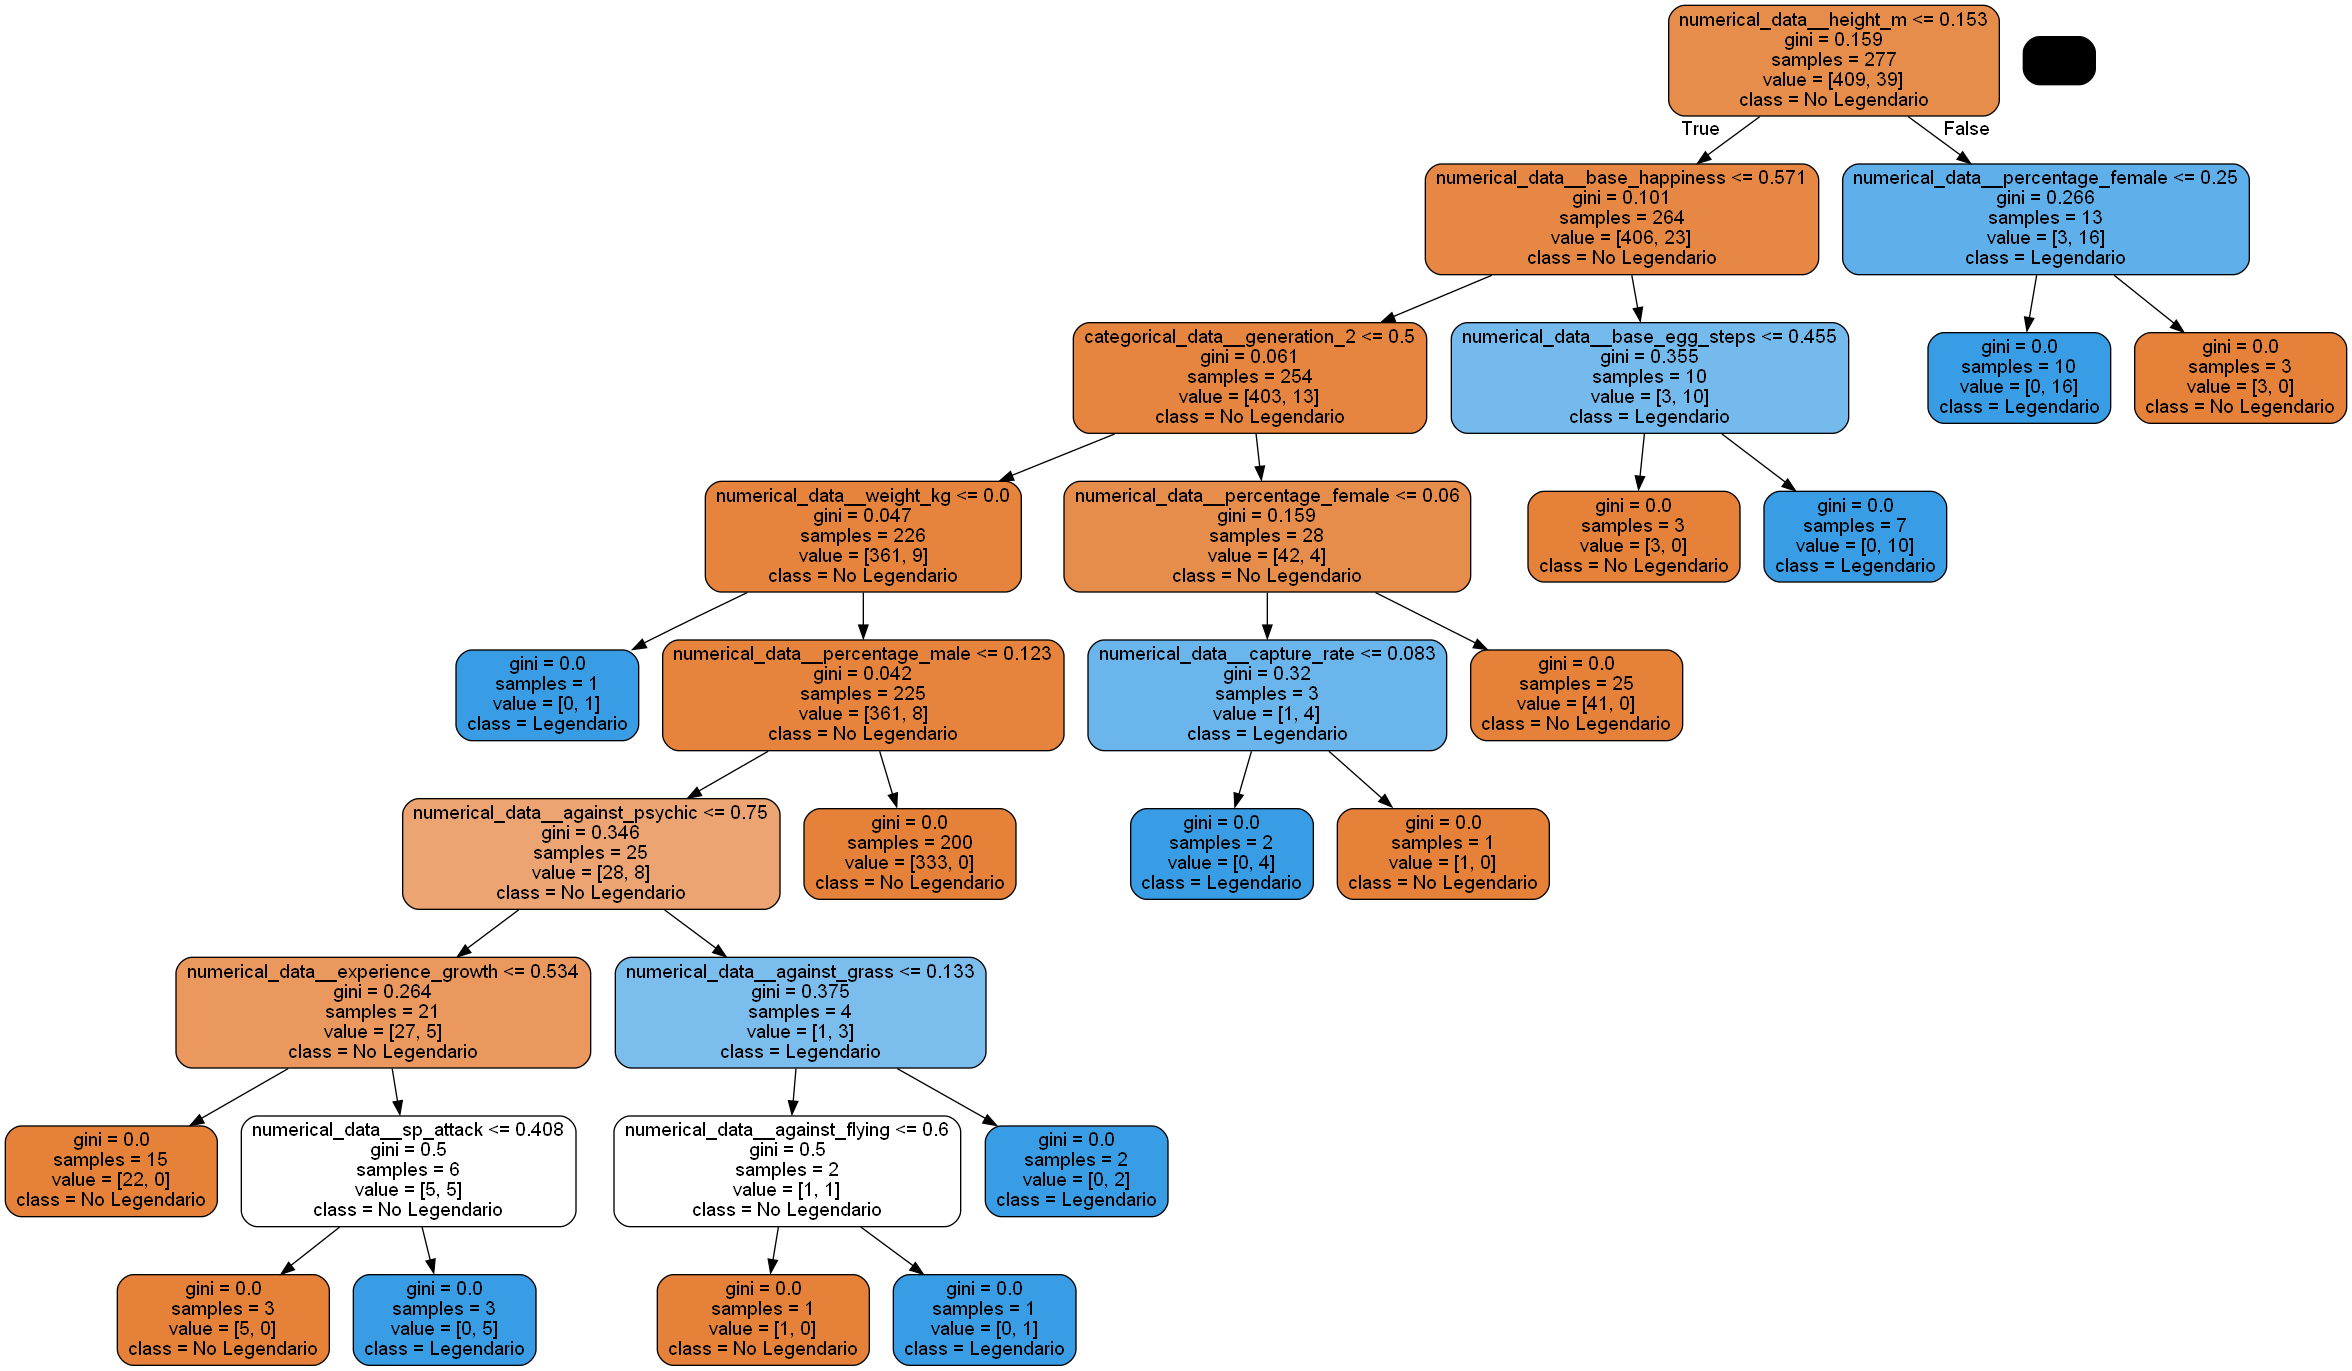 numerical_data__height_m <= 0.153
gini = 0.159
samples = 277
value = [409, 39]
class = No Legendario
True
False
numerical_data__base_happiness <= 0.571
gini = 0.101
samples = 264
value = [406, 23]
class = No Legendario
numerical_data__percentage_female <= 0.25
gini = 0.266
samples = 13
value = [3, 16]
class = Legendario
categorical_data__generation_2 <= 0.5
gini = 0.061
samples = 254
value = [403, 13]
class = No Legendario
numerical_data__base_egg_steps <= 0.455
gini = 0.355
samples = 10
value = [3, 10]
class = Legendario
gini = 0.0
samples = 10
value = [0, 16]
class = Legendario
gini = 0.0
samples = 3
value = [3, 0]
class = No Legendario
numerical_data__weight_kg <= 0.0
gini = 0.047
samples = 226
value = [361, 9]
class = No Legendario
numerical_data__percentage_female <= 0.06
gini = 0.159
samples = 28
value = [42, 4]
class = No Legendario
gini = 0.0
samples = 3
value = [3, 0]
class = No Legendario
gini = 0.0
samples = 7
value = [0, 10]
class = Legendario
gini = 0.0
samples = 1
value = [0, 1]
class = Legendario
numerical_data__percentage_male <= 0.123
gini = 0.042
samples = 225
value = [361, 8]
class = No Legendario
numerical_data__capture_rate <= 0.083
gini = 0.32
samples = 3
value = [1, 4]
class = Legendario
gini = 0.0
samples = 25
value = [41, 0]
class = No Legendario
numerical_data__against_psychic <= 0.75
gini = 0.346
samples = 25
value = [28, 8]
class = No Legendario
gini = 0.0
samples = 200
value = [333, 0]
class = No Legendario
gini = 0.0
samples = 2
value = [0, 4]
class = Legendario
gini = 0.0
samples = 1
value = [1, 0]
class = No Legendario
numerical_data__experience_growth <= 0.534
gini = 0.264
samples = 21
value = [27, 5]
class = No Legendario
numerical_data__against_grass <= 0.133
gini = 0.375
samples = 4
value = [1, 3]
class = Legendario
gini = 0.0
samples = 15
value = [22, 0]
class = No Legendario
numerical_data__sp_attack <= 0.408
gini = 0.5
samples = 6
value = [5, 5]
class = No Legendario
numerical_data__against_flying <= 0.6
gini = 0.5
samples = 2
value = [1, 1]
class = No Legendario
gini = 0.0
samples = 2
value = [0, 2]
class = Legendario
gini = 0.0
samples = 3
value = [5, 0]
class = No Legendario
gini = 0.0
samples = 3
value = [0, 5]
class = Legendario
gini = 0.0
samples = 1
value = [1, 0]
class = No Legendario
gini = 0.0
samples = 1
value = [0, 1]
class = Legendario